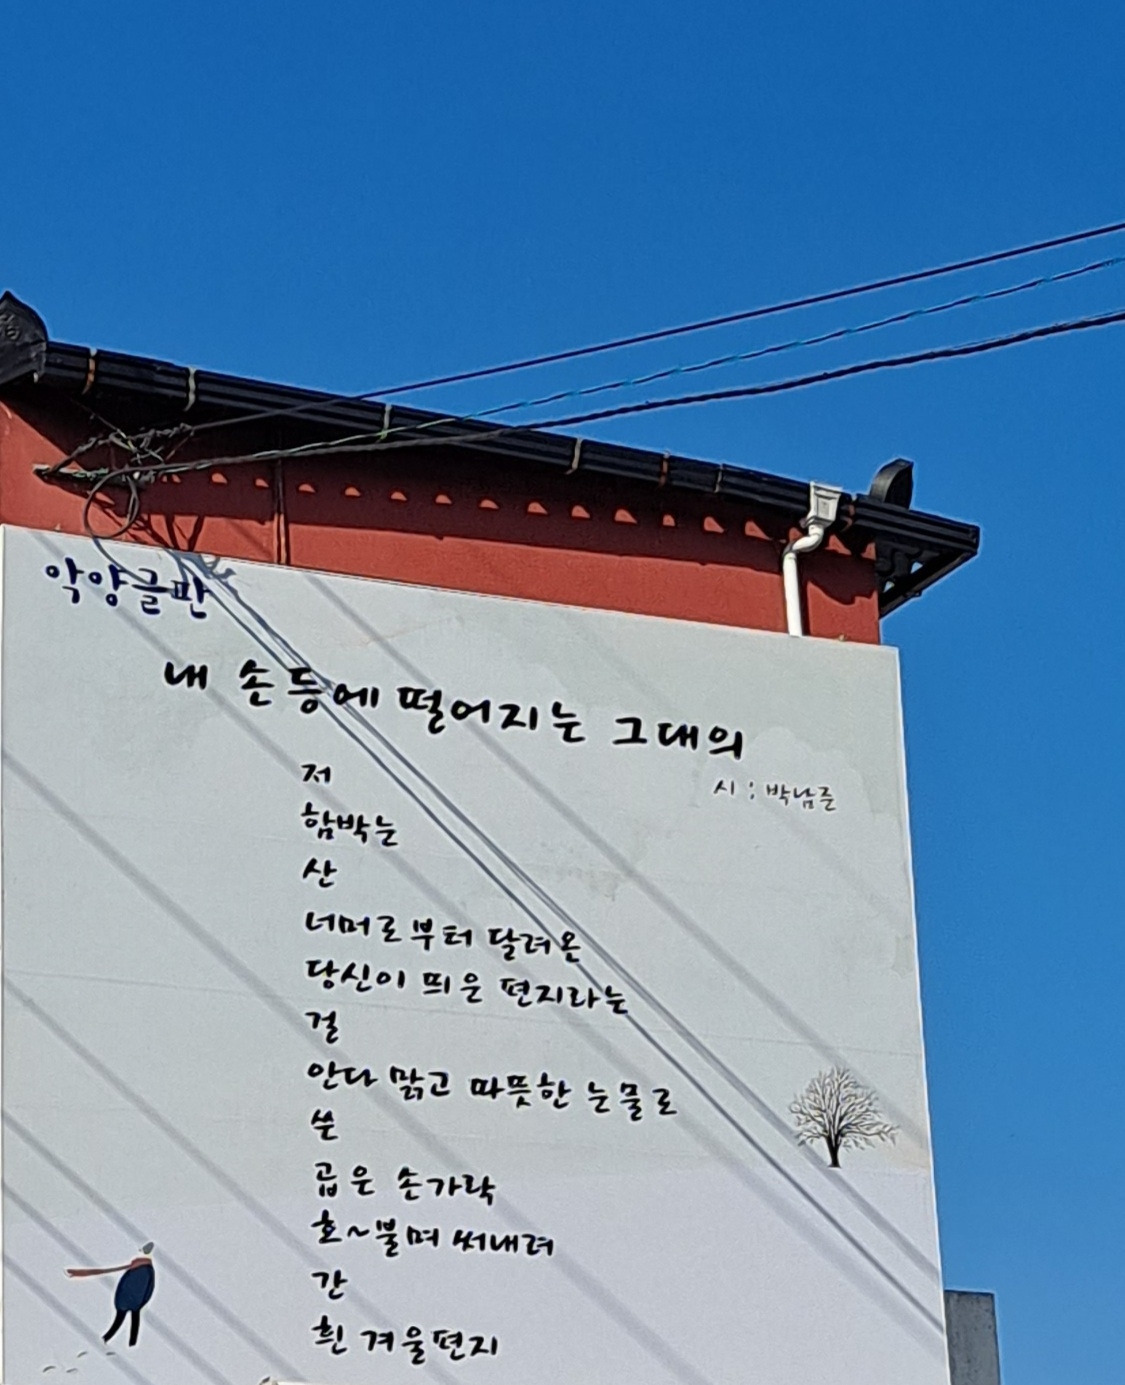 악양글판
내 손등에 떨어지는 그대의
시 : 박남준
저
함박눈
산
너머로부터 달려온
당신이 띄운 편지라는
걸
안다 맑고 따뜻한 눈물로
쓴
곱은 손가락
호~불며 써내려
간
흰 겨울편지